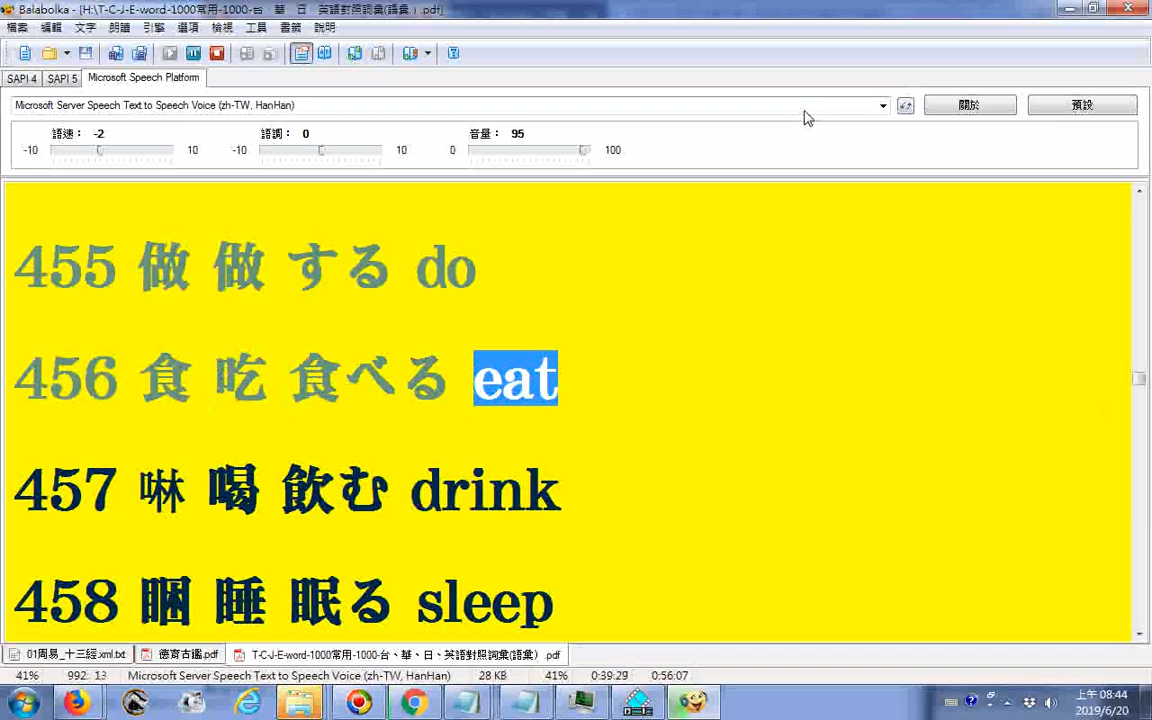 Balabolka - [H:\T-C-J-E-word-1000常用-1000-台、華、日、英語對照詞彙(語彙).pdf]
檔案 編輯 文字 朗讀 引擎 選項 檢視 工具 書籤 說明
SAPI 4 SAPI 5 Microsoft Speech Platform
Microsoft Server Speech Text to Speech Voice (zh-TW, HanHan) 關於 預設
語速： -2 語調： 0 音量： 95
-10 10 -10 10 0 100
455 做 做 する do
456 食 吃 食べる eat
457 啉 喝 飲む drink
458 睏 睡 眠る sleep
01周易_十三經.xml.txt 德育古鑑.pdf T-C-J-E-word-1000常用-1000-台、華、日、英語對照詞彙(語彙) .pdf
41% 992: 13 Microsoft Server Speech Text to Speech Voice (zh-TW, HanHan) 28 KB 41% 0:39:29 0:56:07
上午 08:44
2019/6/20